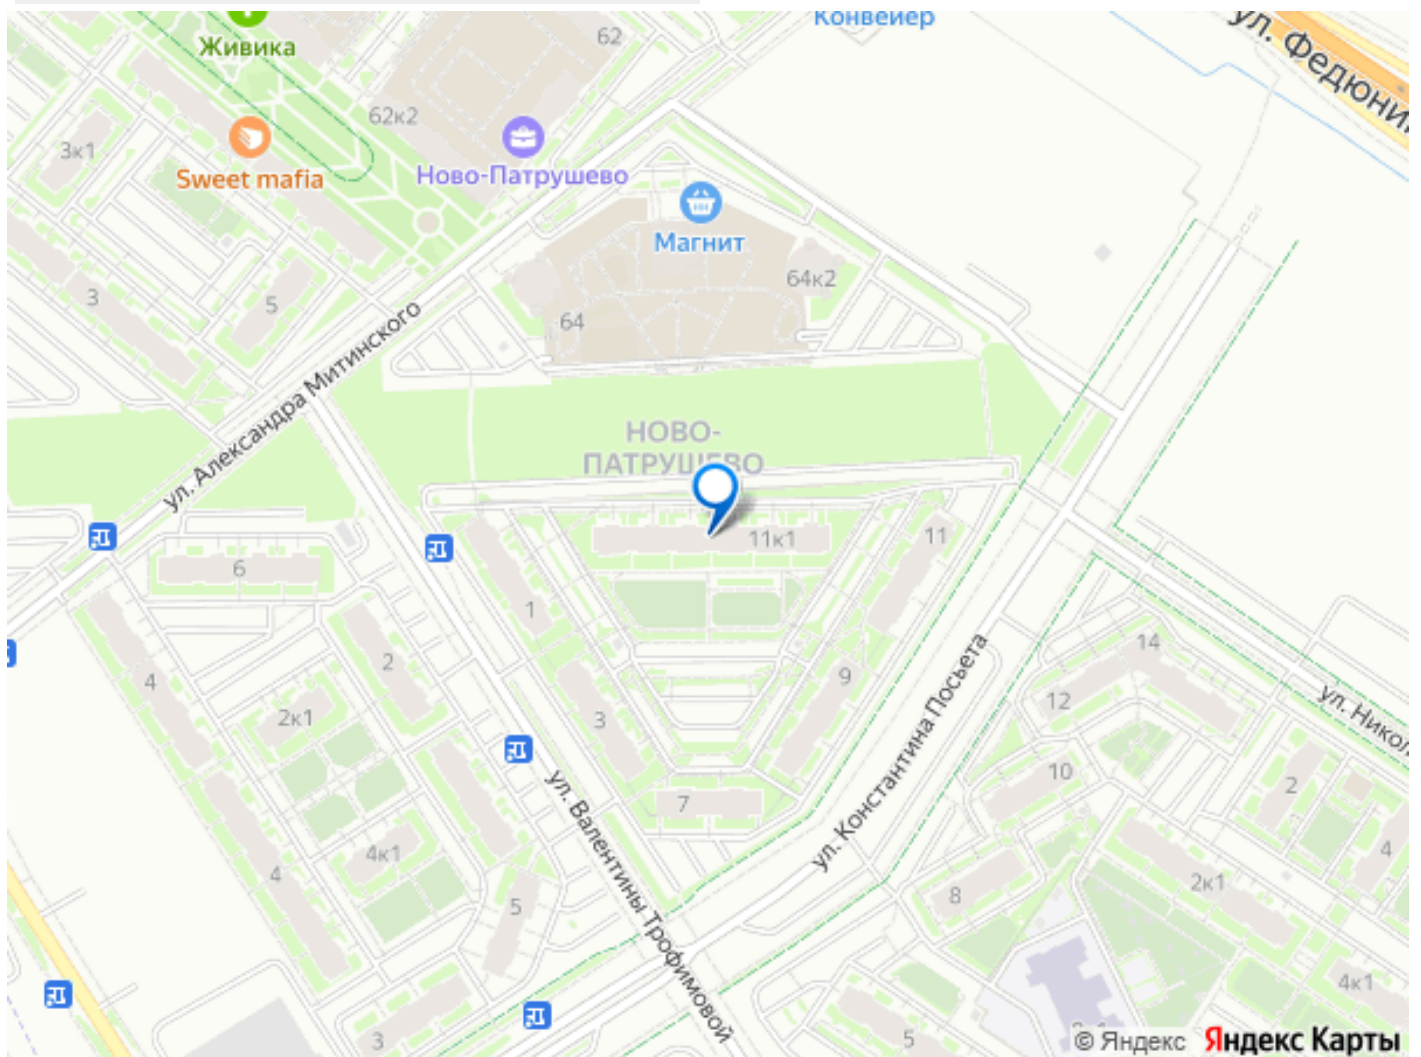 Конвейер
ул. Федюни
Живика
62
62к2
3к1
Sweet mafia
Ново-Патрушево
Магнит
64к2
3
5
64
ул. Александра Митинского
НОВО-
ПАТРУШЕВО
11к1
11
6
1
2
4
14
9
12
2к1
3
ул. Никол
ул. Константина Посьета
10
2
7
ул. Валентины Трофимовой
4к1
4
4
2к1
8
5
4к1
3
5
© Яндекс
Яндекс Карты